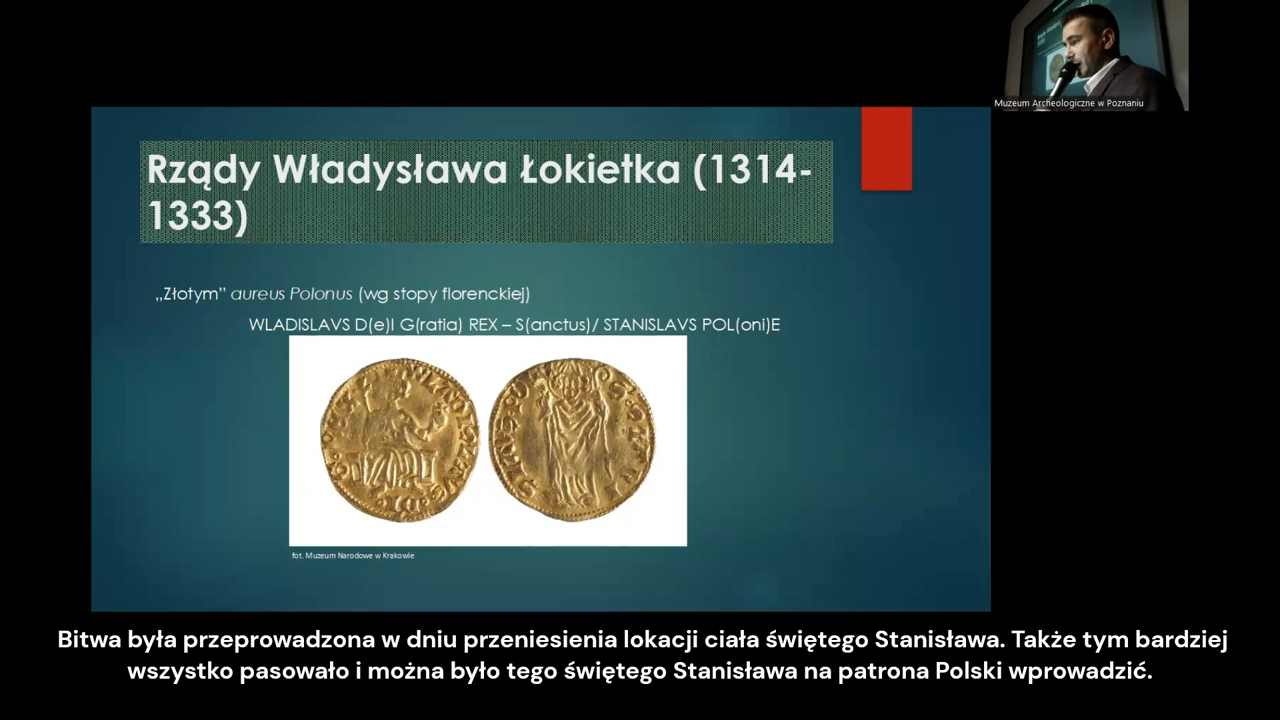 Muzeum Archeologiczne w Poznaniu
Rządy Władysława Łokietka (1314-
1333)
„Złotym” aureus Polonus (wg stopy florenckiej)
WLADISLAVS D(e)I G(ratia) REX – S(anctus)/ STANISLAVS POL(oni)E
fot. Muzeum Narodowe w Krakowie
Bitwa była przeprowadzona w dniu przeniesienia lokacji ciała świętego Stanisława. Także tym bardziej
wszystko pasowało i można było tego świętego Stanisława na patrona Polski wprowadzić.